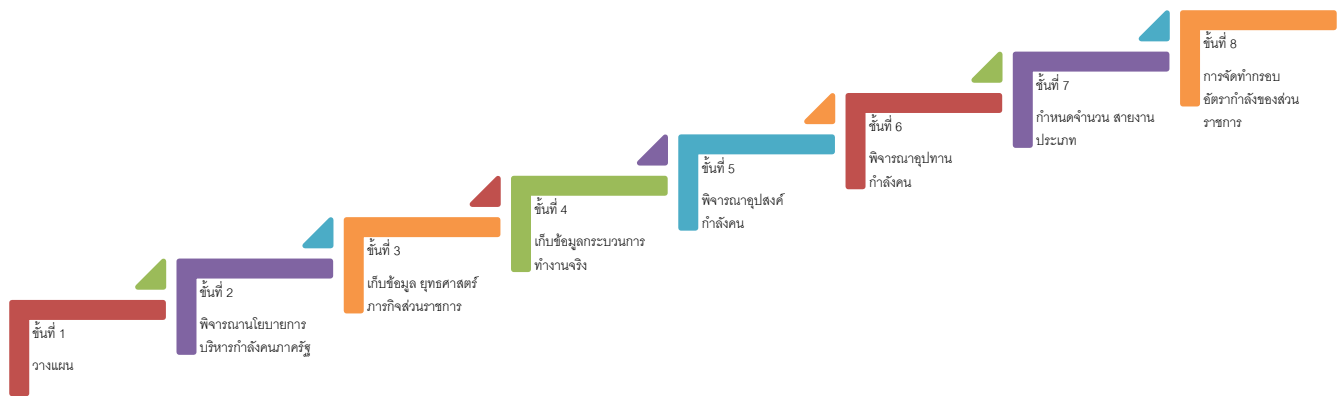 ขั้นที่ 1
วางแผน
ขั้นที่ 2
พิจารณานโยบายการ
บริหารกำลังคนภาครัฐ
ขั้นที่ 3
เก็บข้อมูล ยุทธศาสตร์
ภารกิจส่วนราชการ
ขั้นที่ 4
เก็บข้อมูลกระบวนการ
ทำงานจริง
ขั้นที่ 5
พิจารณาอุปสงค์
กำลังคน
ขั้นที่ 6
พิจารณาอุปทาน
กำลังคน
ขั้นที่ 7
กำหนดจำนวน สายงาน
ประเภท
ขั้นที่ 8
การจัดทำกรอบ
อัตรากำลังของส่วน
ราชการ